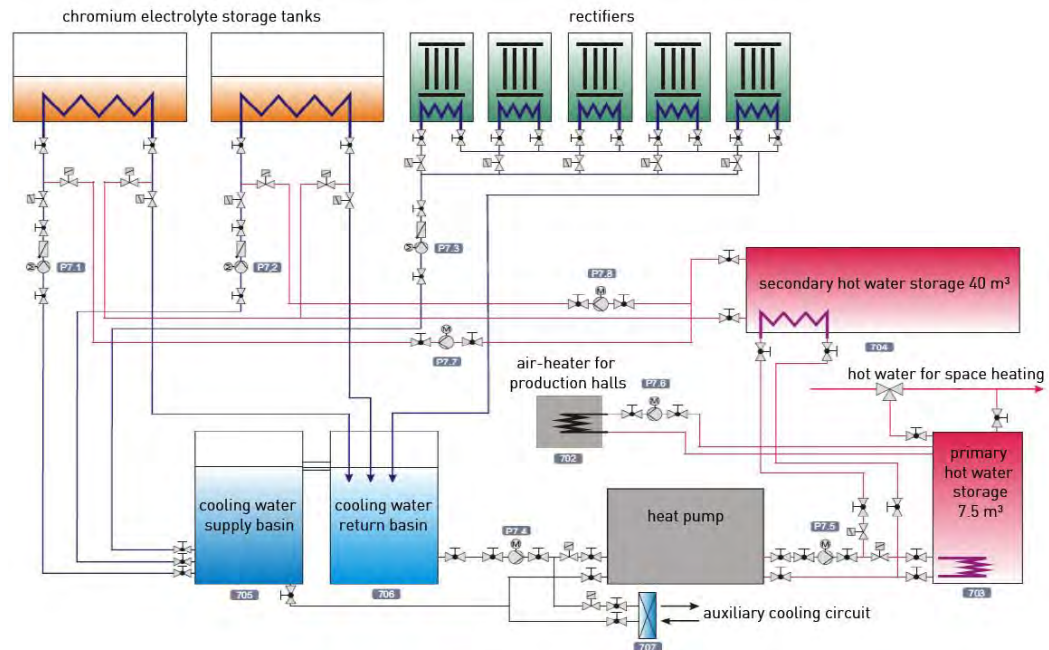 chromium electrolyte storage tanks
rectifiers
P7.1
P7.2
P7.3
P7.8
secondary hot water storage 40 m³
P7.7
704
air-heater for
production halls
P7.6
hot water for space heating
702
primary
hot water
storage
7.5 m³
cooling water
supply basin
cooling water
return basin
heat pump
P7.4
P7.5
705
706
703
auxiliary cooling circuit
707
M
M
M
M
M